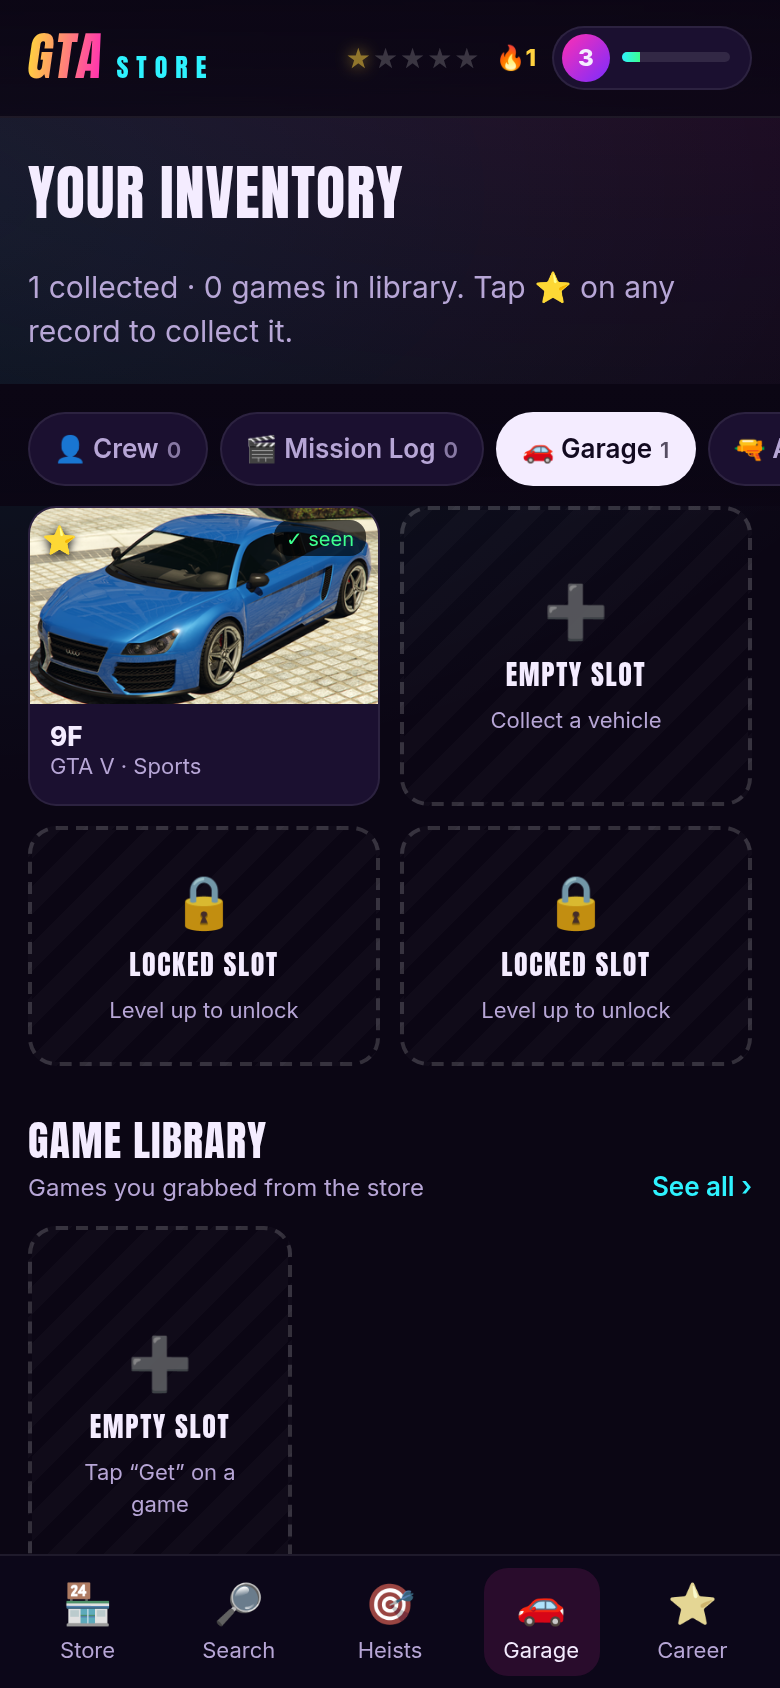 GTA STORE
🔥1
3
YOUR INVENTORY
1 collected · 0 games in library. Tap ⭐ on any
record to collect it.
👤 Crew 0
🎬 Mission Log 0
🚗 Garage 1
✓ seen
9F
GTA V · Sports
EMPTY SLOT
Collect a vehicle
LOCKED SLOT
Level up to unlock
LOCKED SLOT
Level up to unlock
GAME LIBRARY
Games you grabbed from the store
See all ›
EMPTY SLOT
Tap “Get” on a
game
Store
Search
Heists
Garage
Career